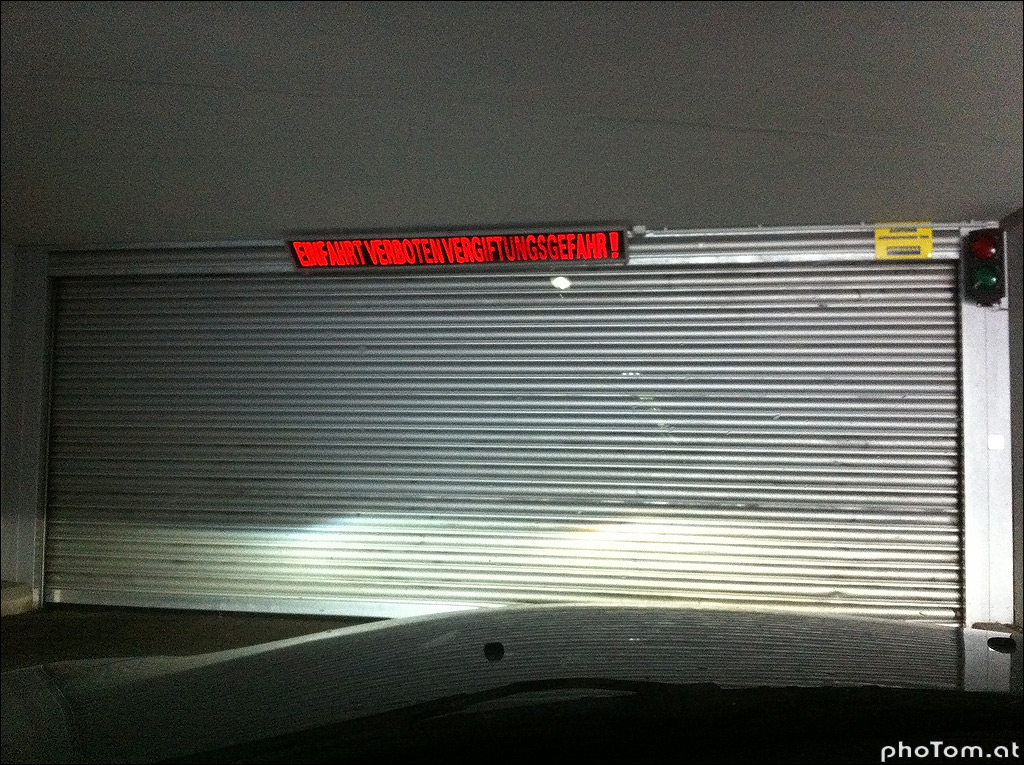 EINFAHRT VERBOTEN VERGIFTUNGSGEFAHR !
phoTom.at